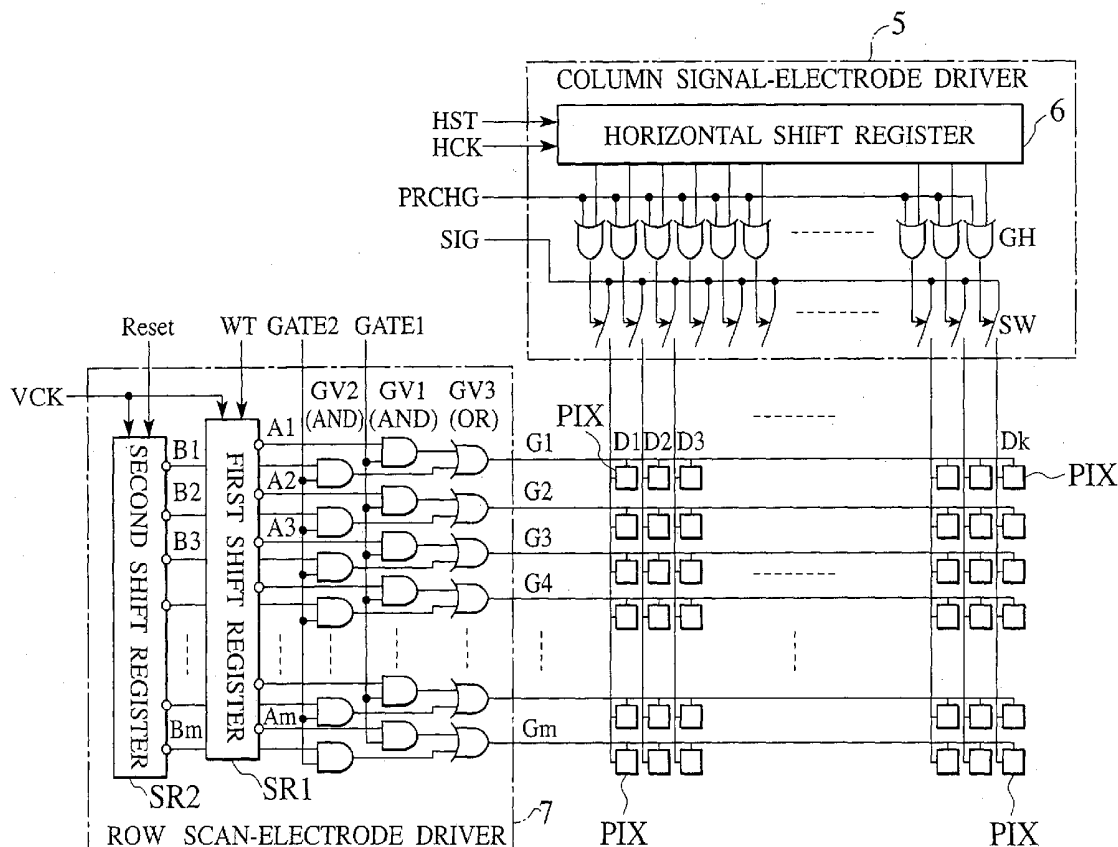 5
COLUMN SIGNAL-ELECTRODE DRIVER
6
HST
HCK
HORIZONTAL SHIFT REGISTER
PRCHG
SIG
GH
SW
Reset
WT GATE2 GATE1
VCK
GV2 GV1 GV3
(AND) (AND) (OR)
PIX
A1
B1
G1
D1 D2 D3
Dk
PIX
A2
B2
G2
A3
B3
G3
G4
SECOND SHIFT REGISTER
FIRST SHIFT REGISTER
Am
Bm
Gm
SR2
SR1
7
PIX
PIX
ROW SCAN-ELECTRODE DRIVER